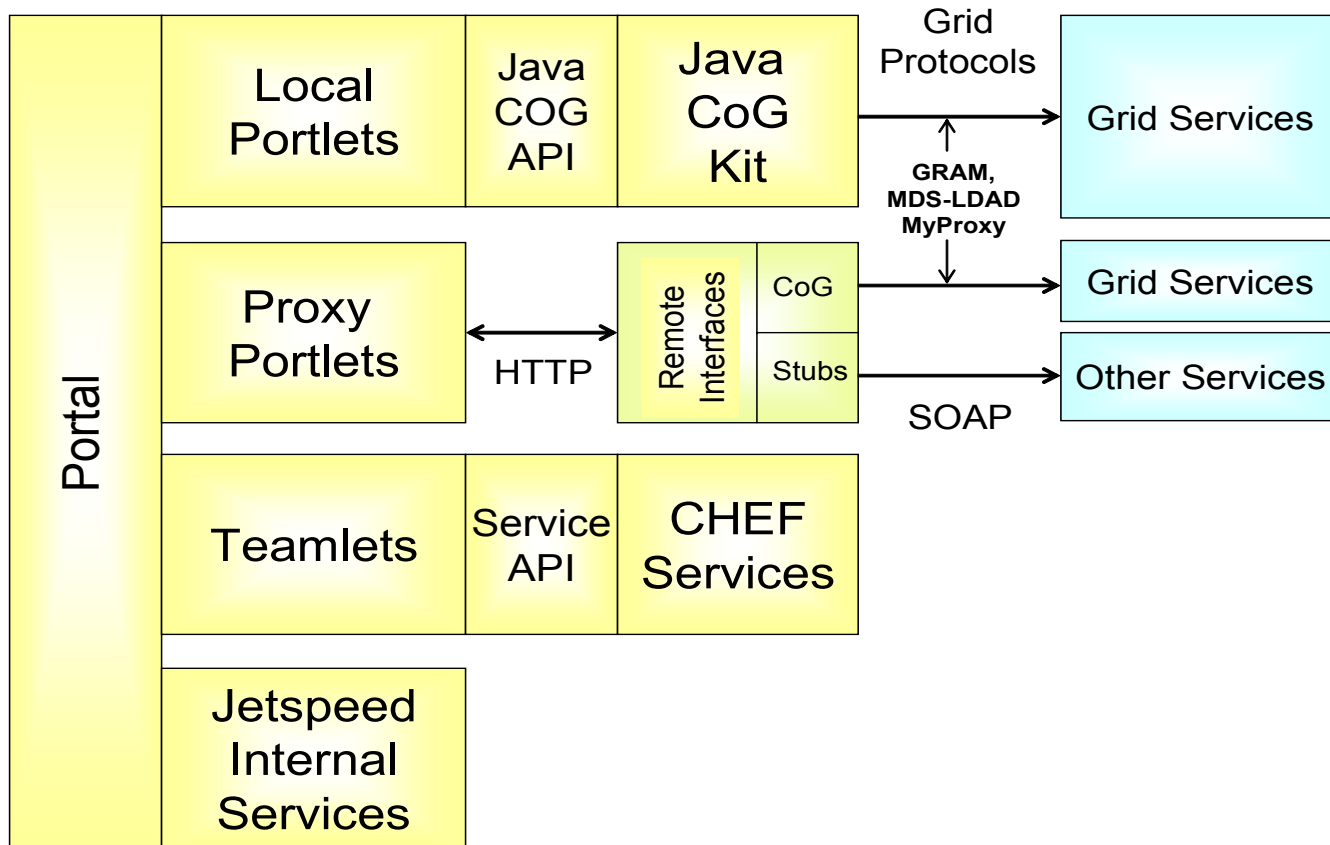 Portal
Local
Portlets
Java
COG
API
Java
CoG
Kit
Grid
Protocols
Grid Services
GRAM,
MDS-LDAD
MyProxy
Proxy
Portlets
HTTP
Remote
Interfaces
CoG
Stubs
Grid Services
Other Services
SOAP
Teamlets
Service
API
CHEF
Services
Jetspeed
Internal
Services